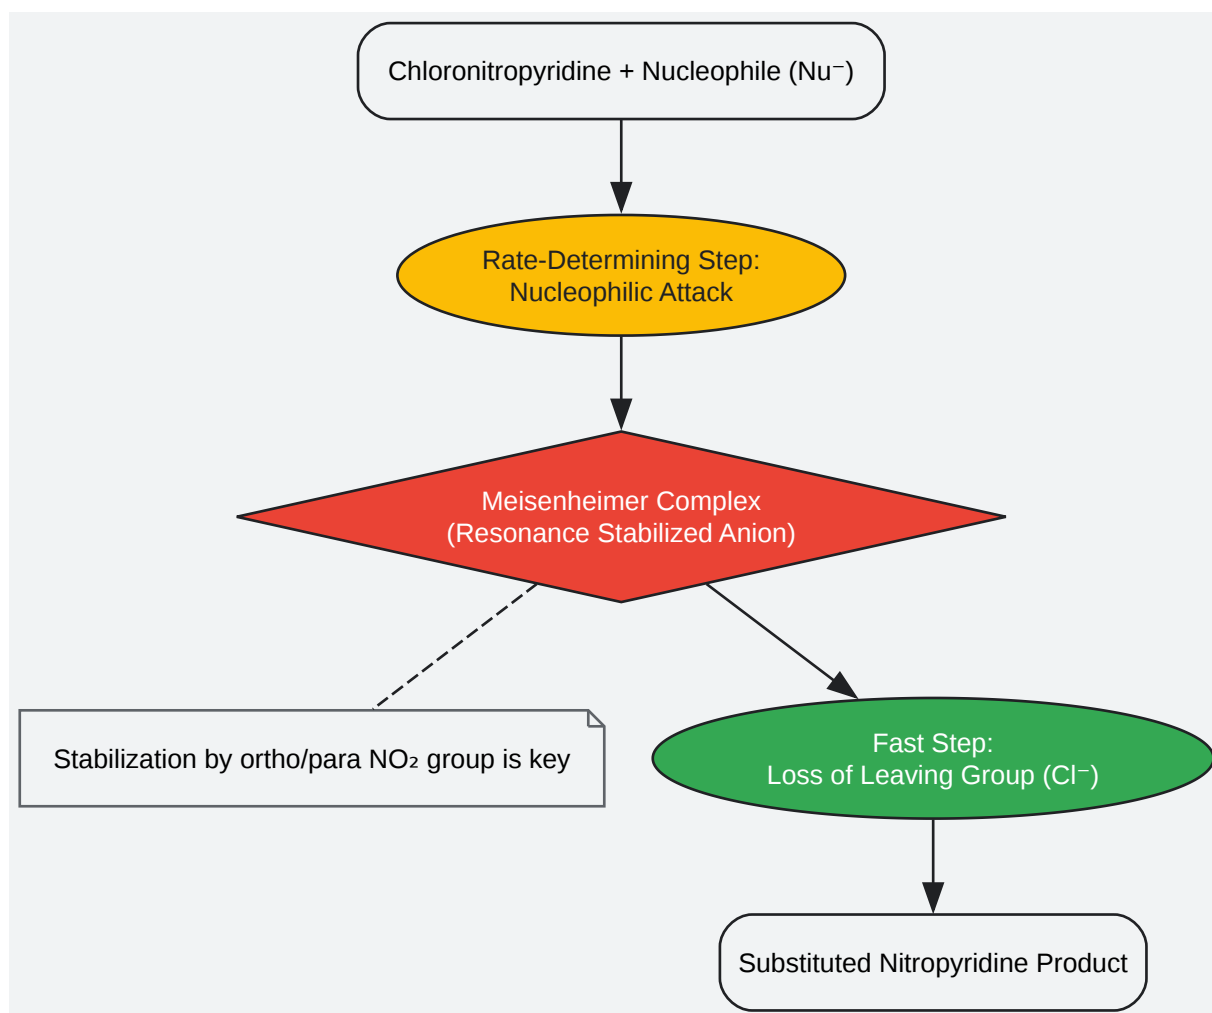 Chloronitropyridine + Nucleophile (Nu⁻)
Rate-Determining Step:
Nucleophilic Attack
Meisenheimer Complex
(Resonance Stabilized Anion)
Stabilization by ortho/para NO₂ group is key
Fast Step:
Loss of Leaving Group (Cl⁻)
Substituted Nitropyridine Product